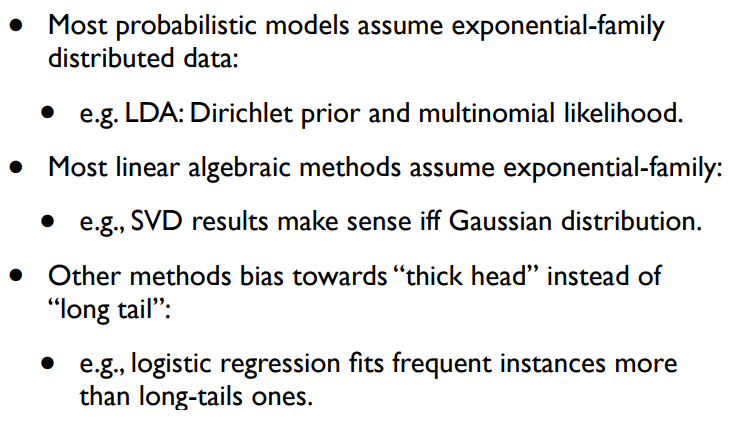 • Most probabilistic models assume exponential-family
distributed data:
• e.g. LDA: Dirichlet prior and multinomial likelihood.
• Most linear algebraic methods assume exponential-family:
• e.g., SVD results make sense iff Gaussian distribution.
• Other methods bias towards “thick head” instead of
“long tail”:
• e.g., logistic regression fits frequent instances more
than long-tails ones.